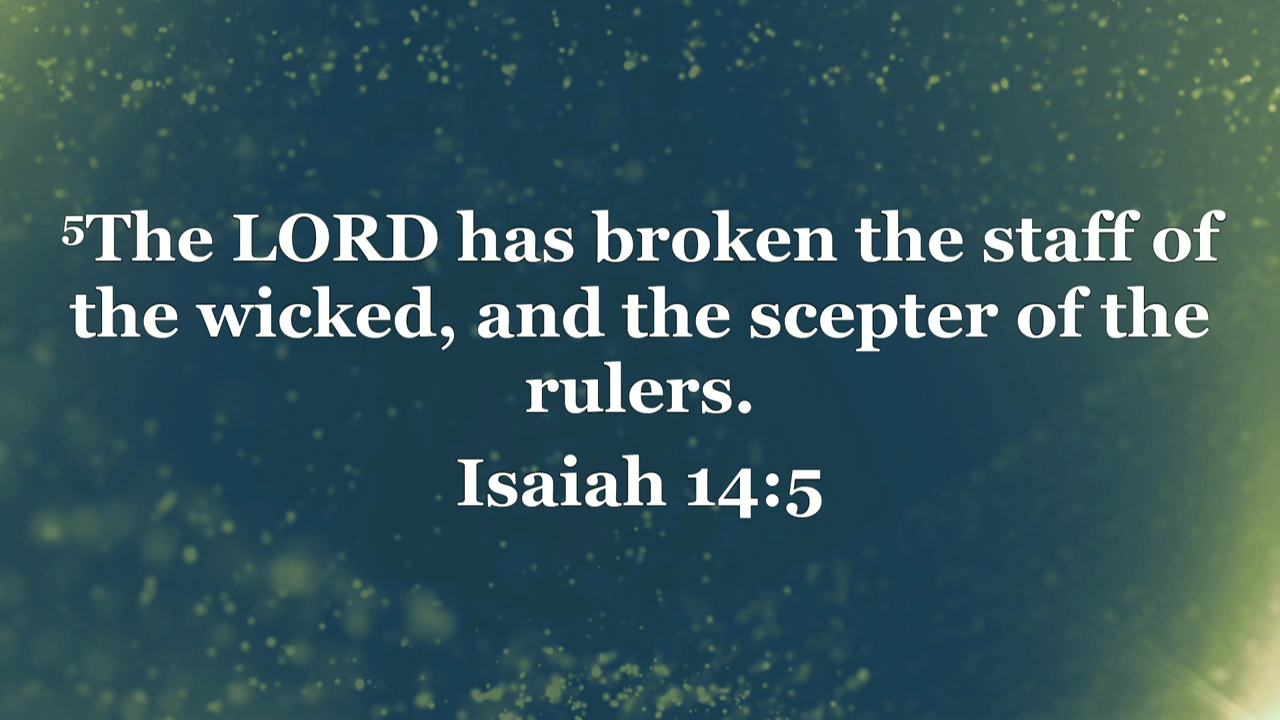 ⁵The LORD has broken the staff of
the wicked, and the scepter of the
rulers.
Isaiah 14:5